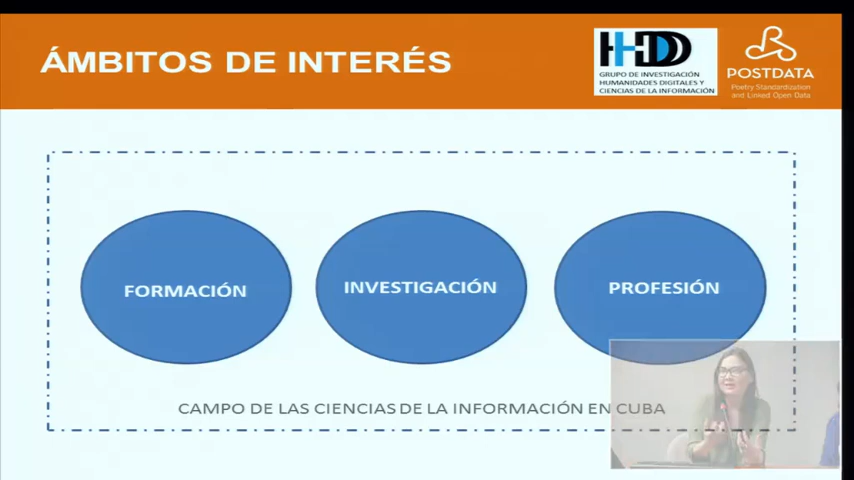 ÁMBITOS DE INTERÉS
HHDD
GRUPO DE INVESTIGACIÓN
HUMANIDADES DIGITALES Y
CIENCIAS DE LA INFORMACIÓN
POSTDATA
Poetry Standardization
and Linked Open Data
FORMACIÓN
INVESTIGACIÓN
PROFESIÓN
CAMPO DE LAS CIENCIAS DE LA INFORMACIÓN EN CUBA